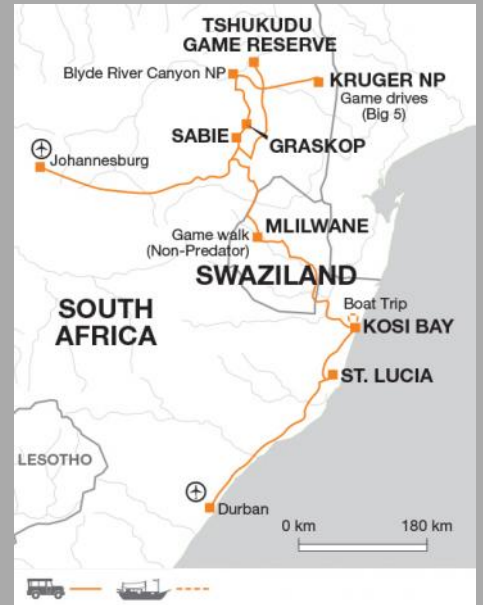 TSHUKUDU
GAME RESERVE
Blyde River Canyon NP
KRUGER NP
Game drives
(Big 5)
SABIE
GRASKOP
Johannesburg
Game walk
(Non-Predator)
MLILWANE
SWAZILAND
Boat Trip
SOUTH
AFRICA
KOSI BAY
ST. LUCIA
LESOTHO
Durban
0 km
180 km